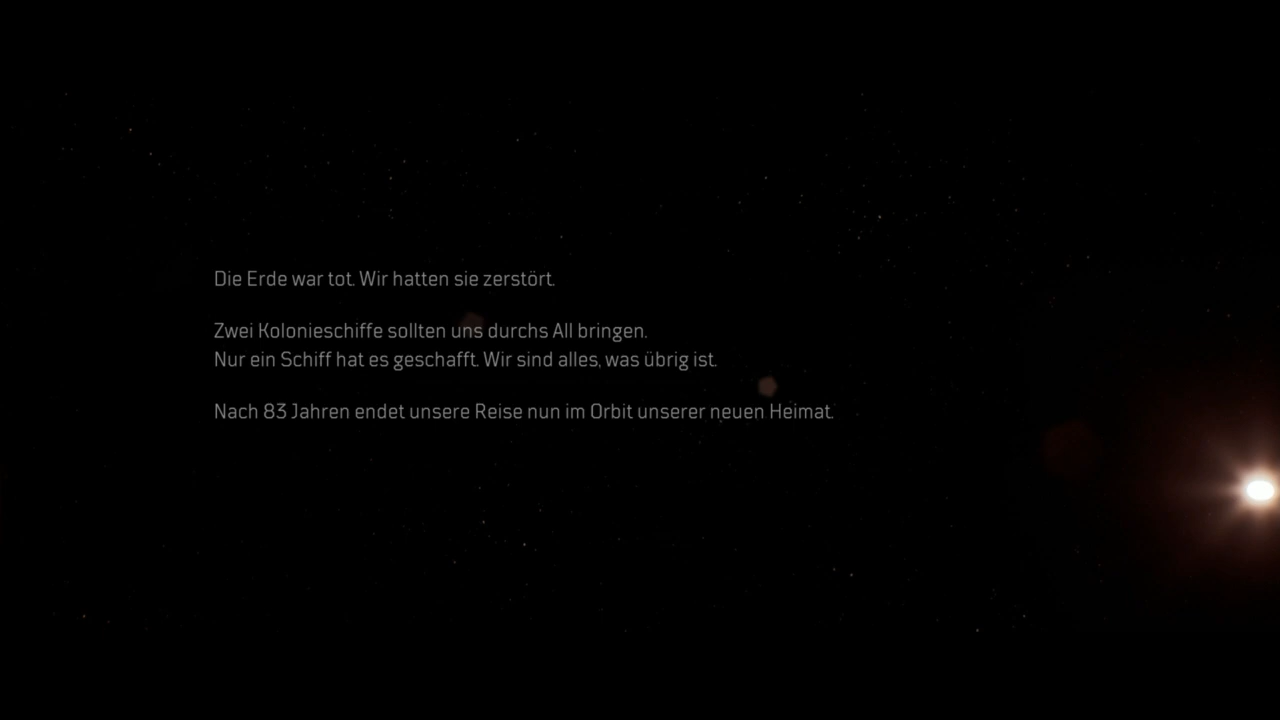 Die Erde war tot. Wir hatten sie zerstört.
Zwei Kolonieschiffe sollten uns durchs All bringen.
Nur ein Schiff hat es geschafft. Wir sind alles, was übrig ist.
Nach 83 Jahren endet unsere Reise nun im Orbit unserer neuen Heimat.